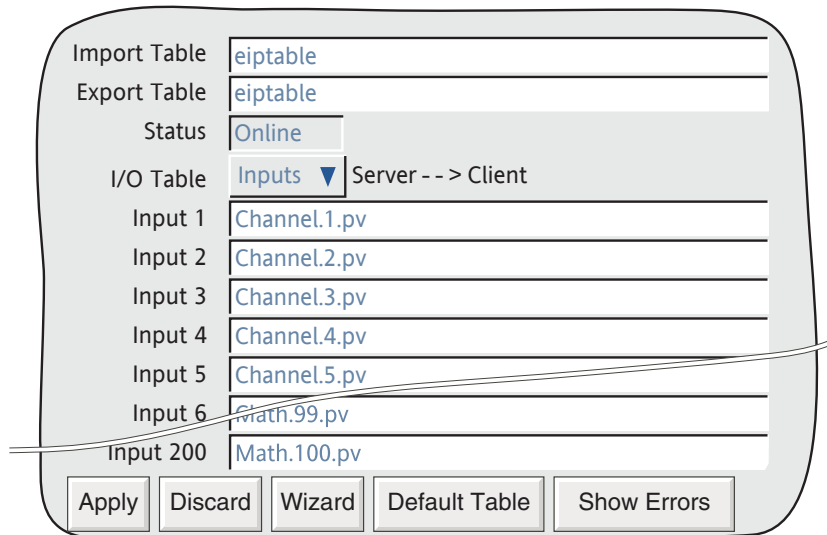 Import Table eiptable
Export Table eiptable
Status Online
I/O Table Inputs ▼ Server - - > Client
Input 1 Channel.1.pv
Input 2 Channel.2.pv
Input 3 Channel.3.pv
Input 4 Channel.4.pv
Input 5 Channel.5.pv
Input 6 Math.99.pv
Input 200 Math.100.pv
Apply Discard Wizard Default Table Show Errors